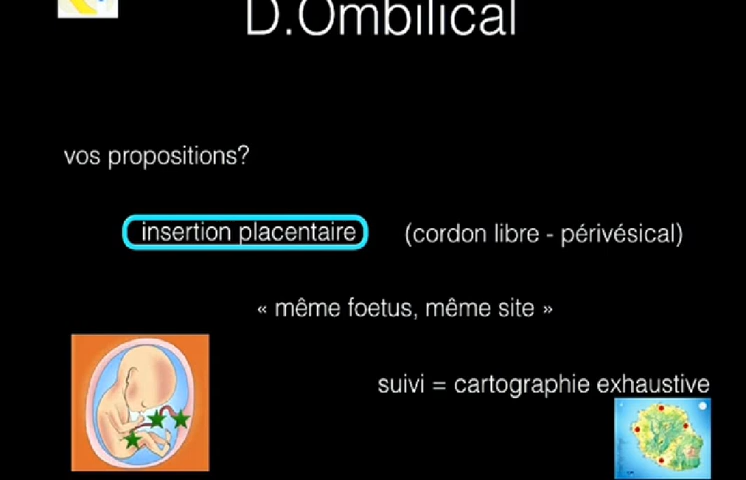 D.Ombilical
vos propositions?
insertion placentaire (cordon libre - périvésical)
« même foetus, même site »
suivi = cartographie exhaustive